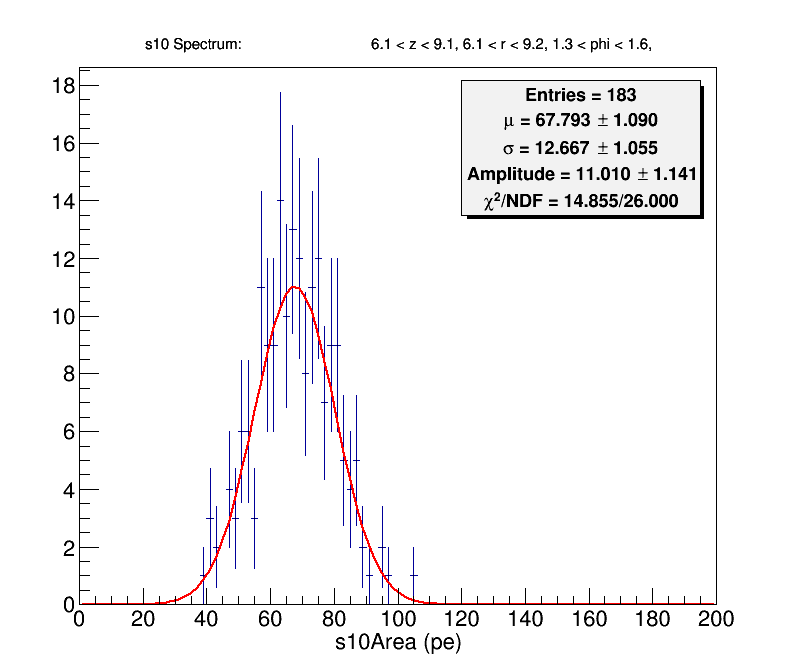 s10 Spectrum: 6.1 < z < 9.1, 6.1 < r < 9.2, 1.3 < phi < 1.6,
Entries = 183
μ = 67.793 ± 1.090
σ = 12.667 ± 1.055
Amplitude = 11.010 ± 1.141
χ²/NDF = 14.855/26.000
18
16
14
12
10
8
6
4
2
0
0 20 40 60 80 100 120 140 160 180 200
s10Area (pe)